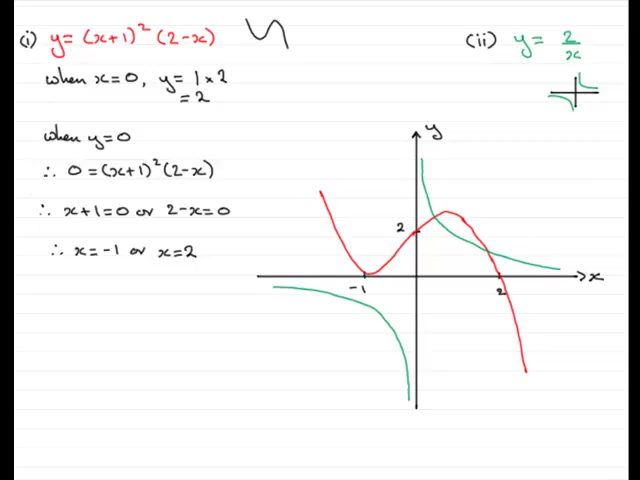 (i) y = (x+1)² (2-x)
(ii) y = 2/x
when x=0, y = 1 × 2
= 2
when y=0
∴ 0 = (x+1)² (2-x)
∴ x+1=0 or 2-x=0
∴ x=-1 or x=2
y
2
x
-1
2